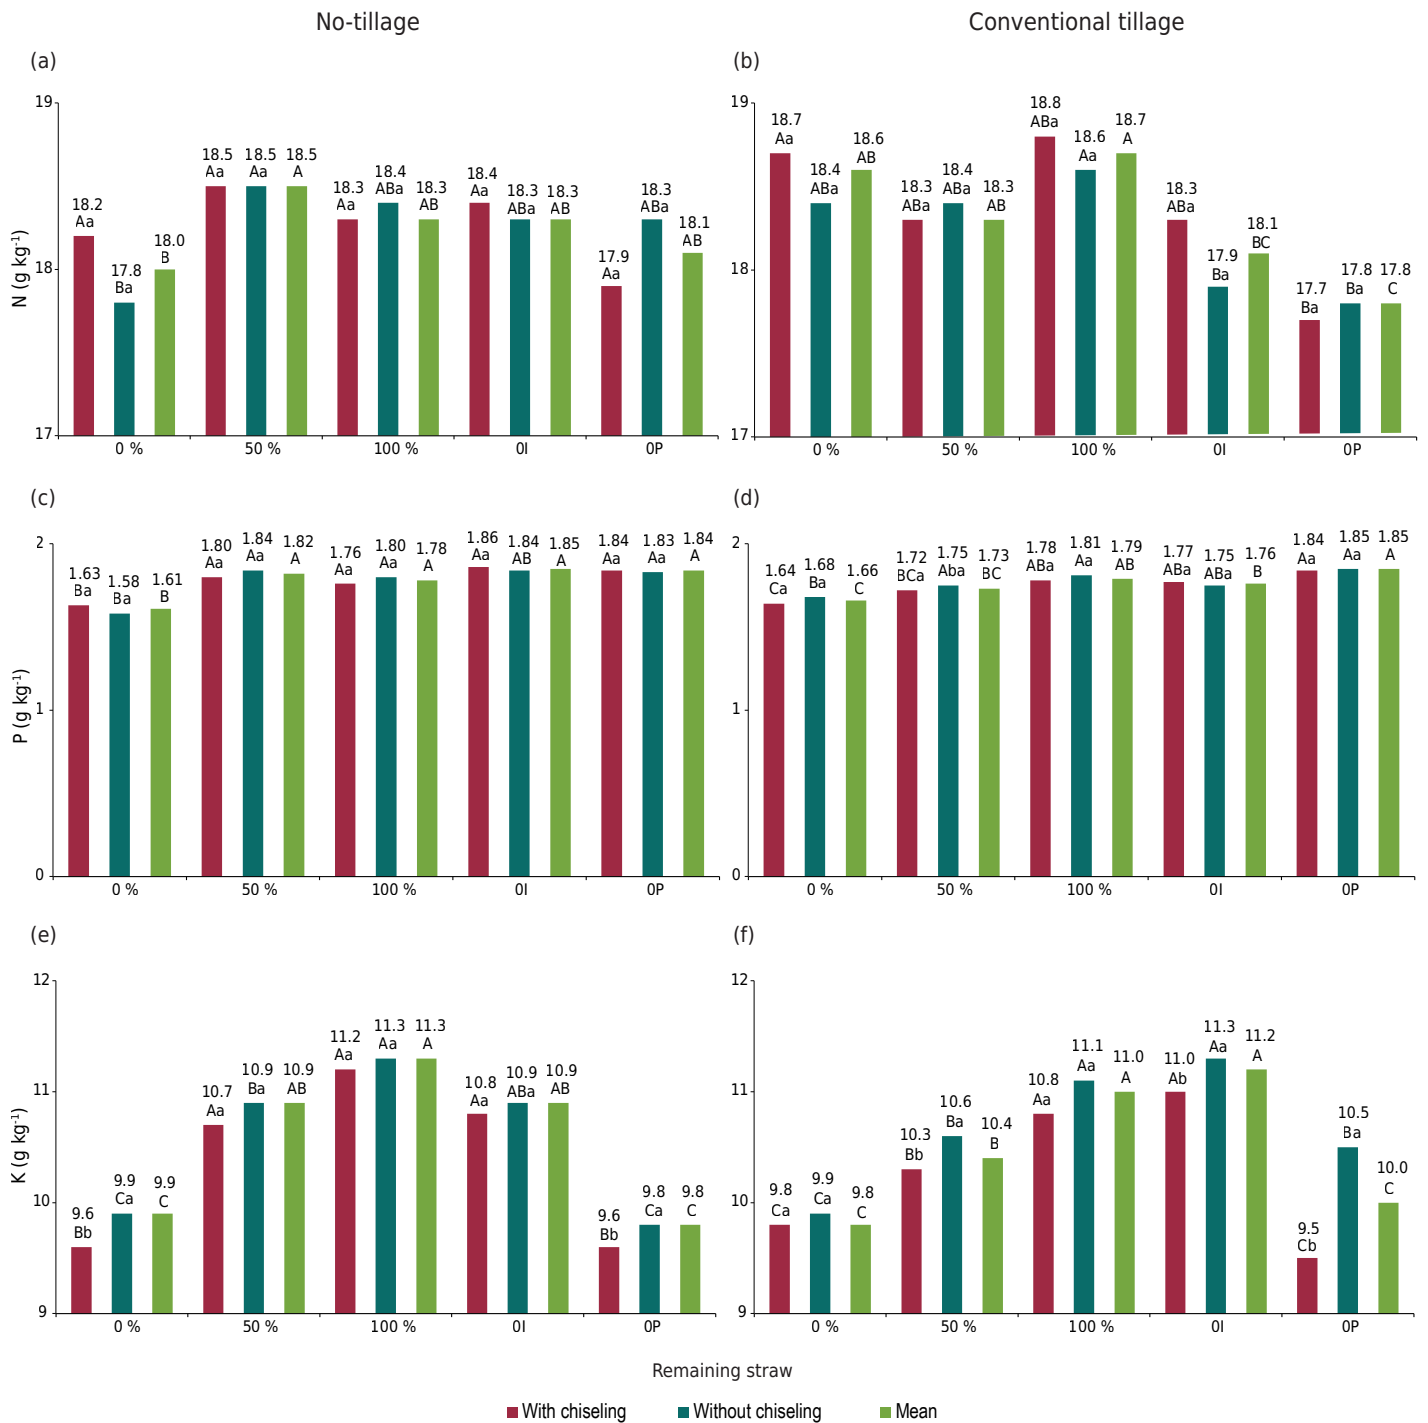 No-tillage
Conventional tillage
(a)
N (g kg-1)
19
18
17
18.2
Aa
17.8
Ba
18.0
B
18.5
Aa
18.5
Aa
18.5
A
18.3
Aa
18.4
ABa
18.3
AB
18.4
Aa
18.3
ABa
18.3
AB
17.9
Aa
18.3
ABa
18.1
AB
0 %
50 %
100 %
0I
0P
(b)
19
18
17
18.7
Aa
18.4
ABa
18.6
AB
18.3
ABa
18.4
ABa
18.3
AB
18.8
ABa
18.6
Aa
18.7
A
18.3
ABa
17.9
Ba
18.1
BC
17.7
Ba
17.8
Ba
17.8
C
0 %
50 %
100 %
0I
0P
(c)
P (g kg-1)
2
1
0
1.63
Ba
1.58
Ba
1.61
B
1.80
Aa
1.84
Aa
1.82
A
1.76
Aa
1.80
Aa
1.78
A
1.86
Aa
1.84
AB
1.85
A
1.84
Aa
1.83
Aa
1.84
A
0 %
50 %
100 %
0I
0P
(d)
2
1
0
1.64
Ca
1.68
Ba
1.66
C
1.72
BCa
1.75
Aba
1.73
BC
1.78
ABa
1.81
Aa
1.79
AB
1.77
ABa
1.75
ABa
1.76
B
1.84
Aa
1.85
Aa
1.85
A
0 %
50 %
100 %
0I
0P
(e)
K (g kg-1)
12
11
10
9
9.6
Bb
9.9
Ca
9.9
C
10.7
Aa
10.9
Ba
10.9
AB
11.2
Aa
11.3
Aa
11.3
A
10.8
Aa
10.9
ABa
10.9
AB
9.6
Bb
9.8
Ca
9.8
C
0 %
50 %
100 %
0I
0P
(f)
12
11
10
9
9.8
Ca
9.9
Ca
9.8
C
10.3
Bb
10.6
Ba
10.4
B
10.8
Aa
11.1
Aa
11.0
A
11.0
Ab
11.3
Aa
11.2
A
9.5
Cb
10.5
Ba
10.0
C
0 %
50 %
100 %
0I
0P
Remaining straw
With chiseling
Without chiseling
Mean